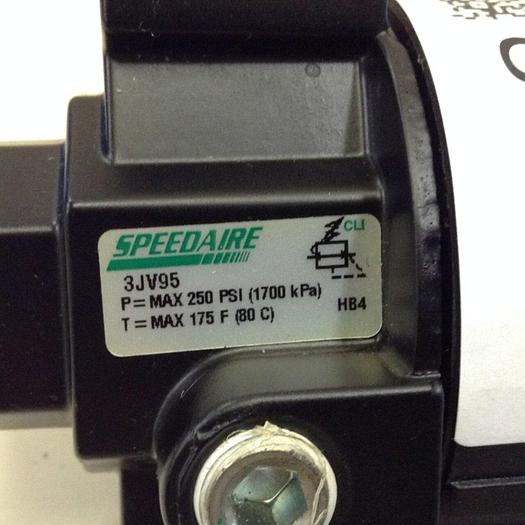 SPEEDAIRE
CLI
3JV95
P=MAX 250 PSI (1700 kPa)
T=MAX 175 F (80 C)
HB4